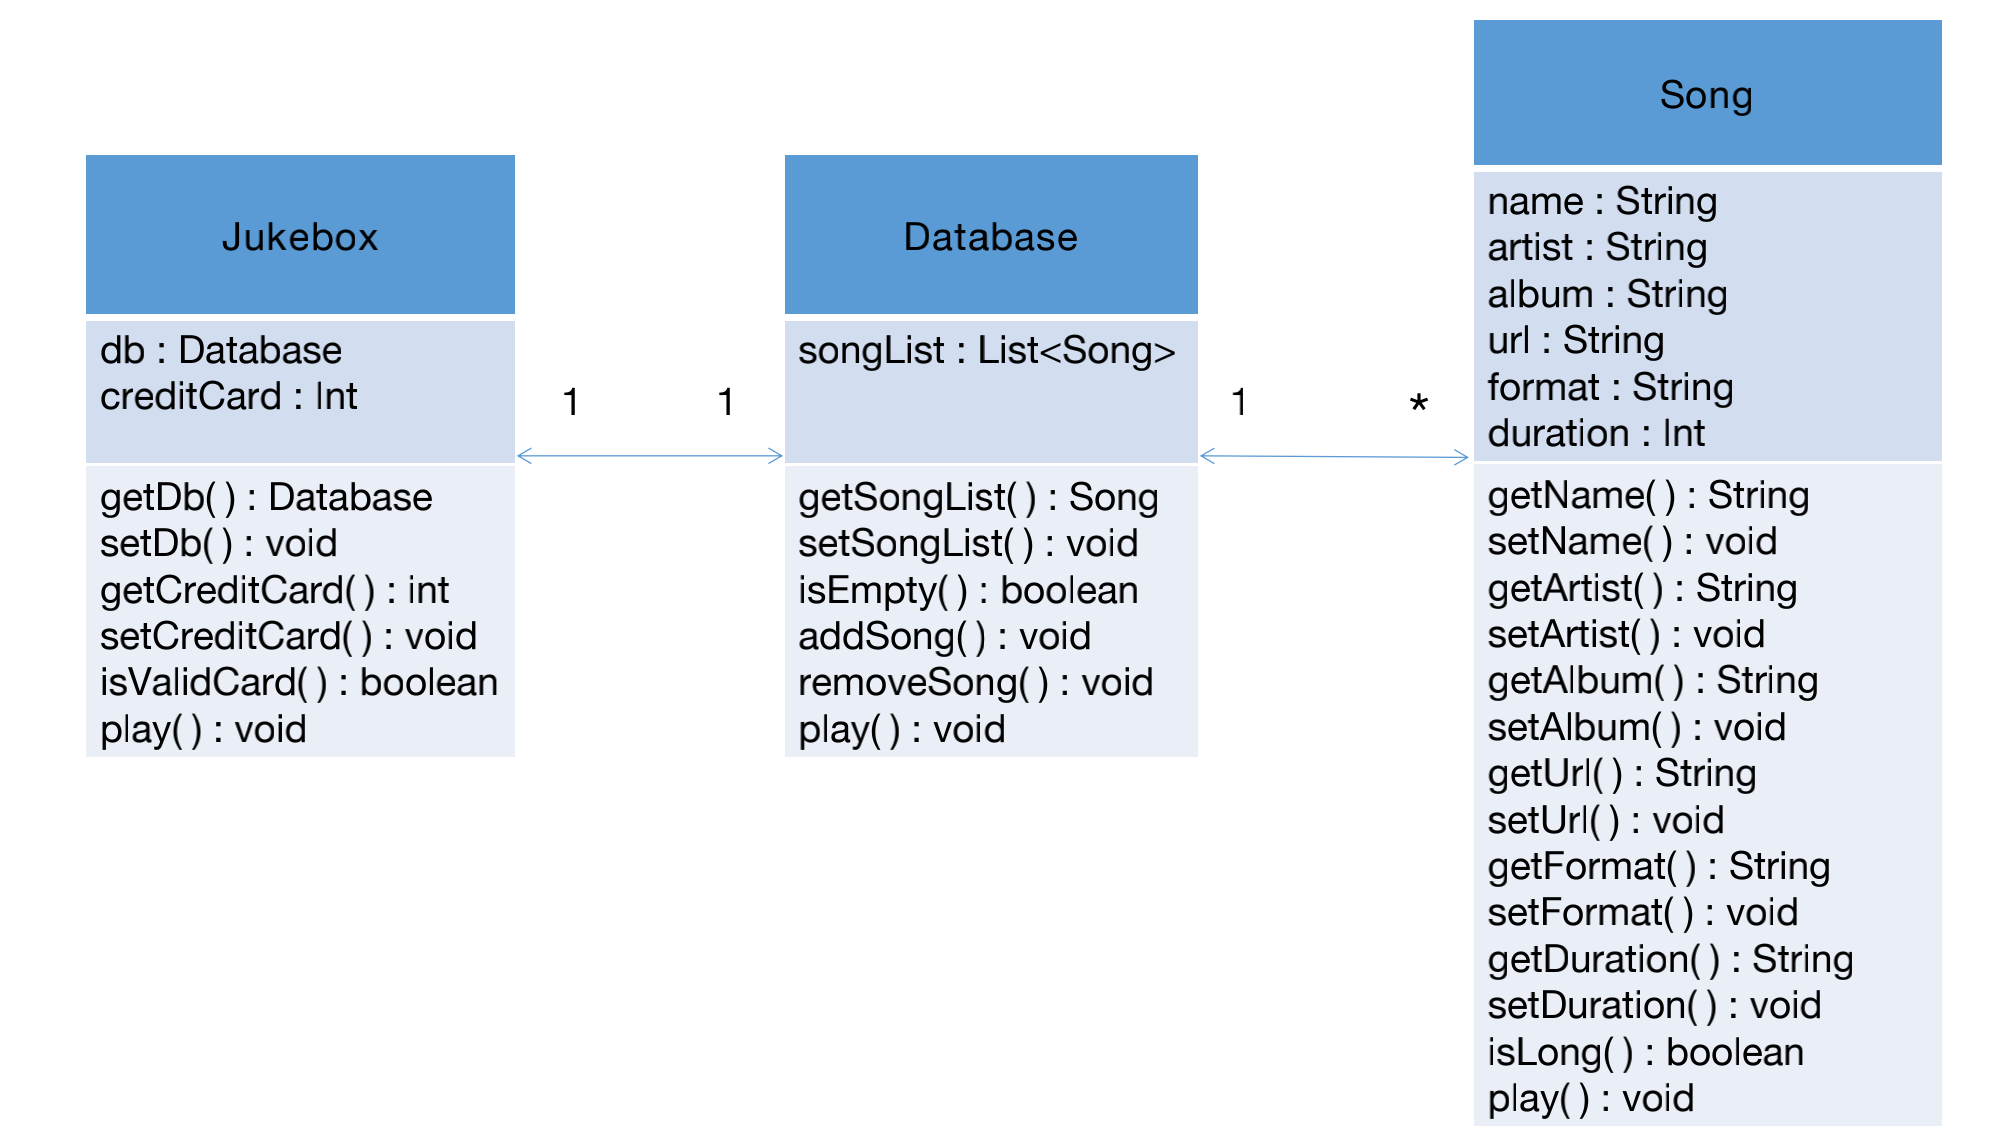 Jukebox
db : Database
creditCard : Int
getDb( ) : Database
setDb( ) : void
getCreditCard( ) : int
setCreditCard( ) : void
isValidCard( ) : boolean
play( ) : void
1
1
Database
songList : List<Song>
getSongList( ) : Song
setSongList( ) : void
isEmpty( ) : boolean
addSong( ) : void
removeSong( ) : void
play( ) : void
1
*
Song
name : String
artist : String
album : String
url : String
format : String
duration : Int
getName( ) : String
setName( ) : void
getArtist( ) : String
setArtist( ) : void
getAlbum( ) : String
setAlbum( ) : void
getUrl( ) : String
setUrl( ) : void
getFormat( ) : String
setFormat( ) : void
getDuration( ) : String
setDuration( ) : void
isLong( ) : boolean
play( ) : void